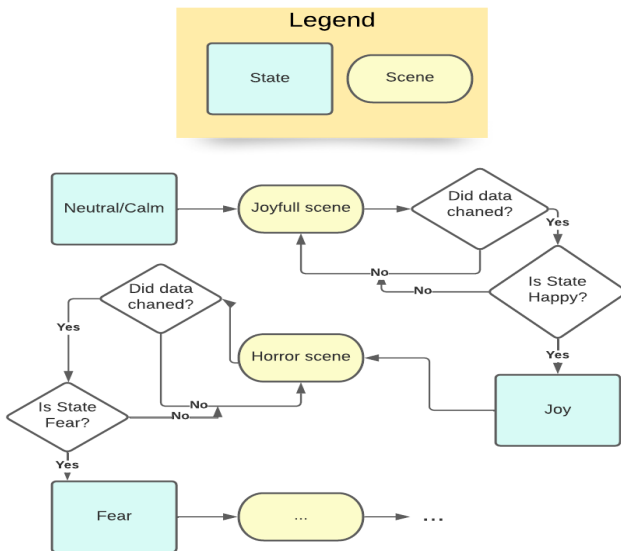 Legend
State
Scene
Neutral/Calm
Joyfull scene
Did data
chaned?
Yes
No
Is State
Happy?
No
Yes
Joy
Horror scene
Did data
chaned?
Yes
No
Is State
Fear?
No
Yes
Fear
...
...